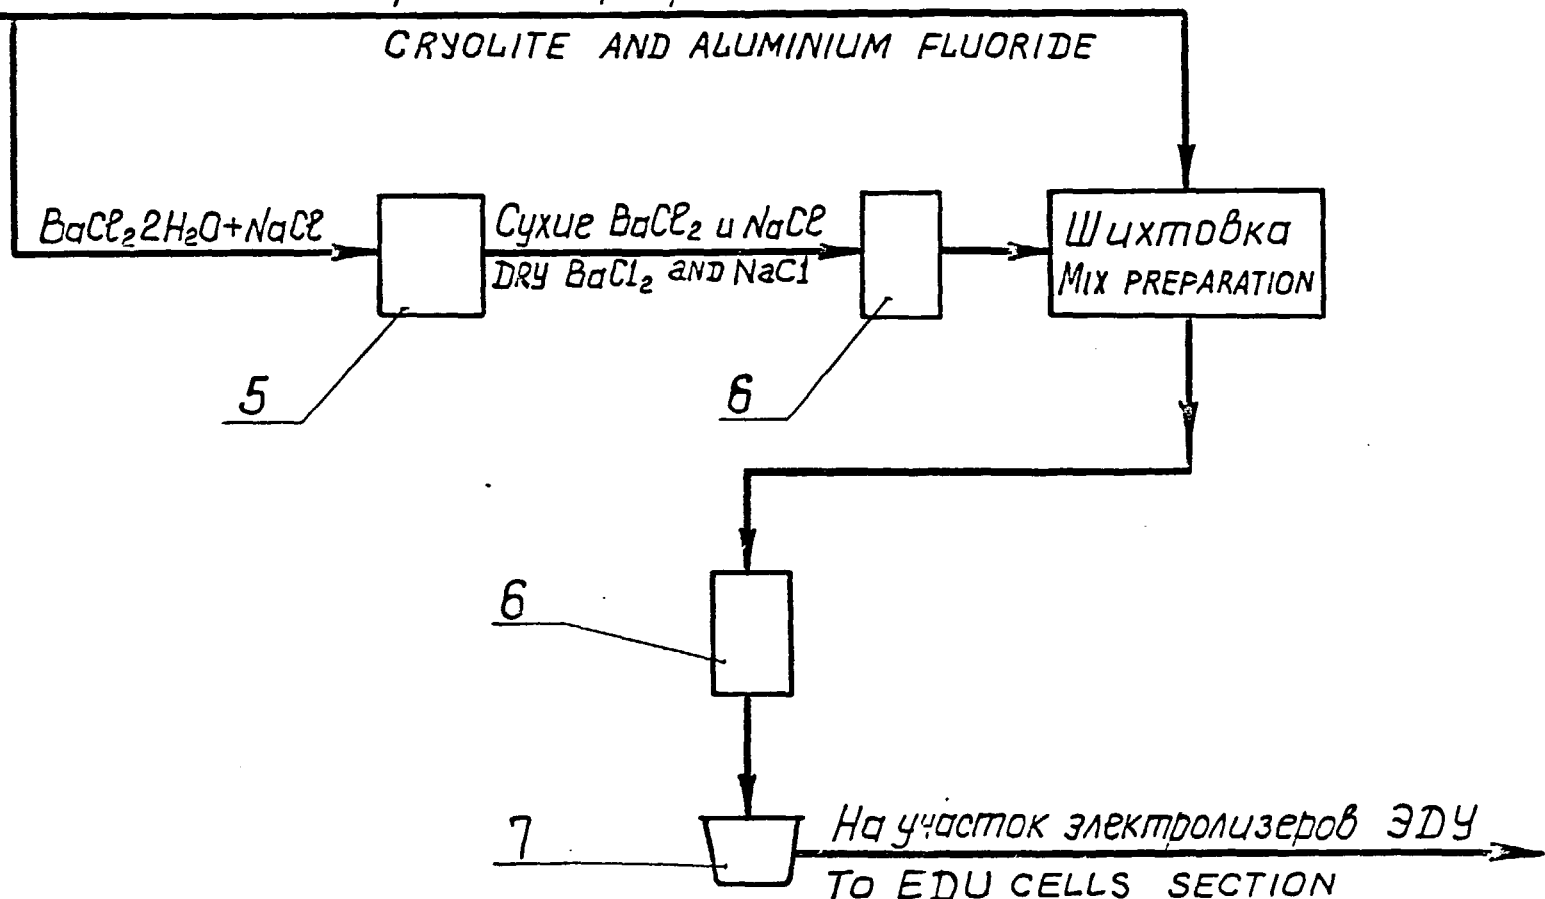 CRYOLITE AND ALUMINIUM FLUORIDE
BaCl₂2H₂O+NaCl
Сухие BaCl₂ и NaCl
DRY BaCl₂ AND NaCl
Шихтовка
MIX PREPARATION
5
6
6
7
На участок электролизеров ЭДУ
TO EDU CELLS SECTION